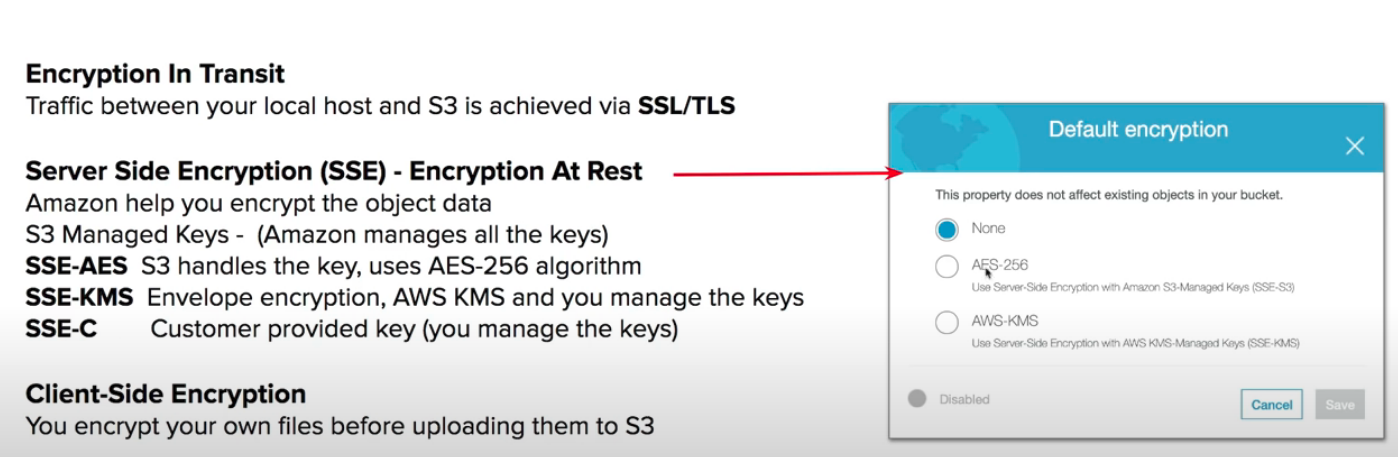 Encryption In Transit
Traffic between your local host and S3 is achieved via SSL/TLS
Server Side Encryption (SSE) - Encryption At Rest
Amazon help you encrypt the object data
S3 Managed Keys - (Amazon manages all the keys)
SSE-AES S3 handles the key, uses AES-256 algorithm
SSE-KMS Envelope encryption, AWS KMS and you manage the keys
SSE-C Customer provided key (you manage the keys)
Client-Side Encryption
You encrypt your own files before uploading them to S3
Default encryption
This property does not affect existing objects in your bucket.
None
AES-256
Use Server-Side Encryption with Amazon S3-Managed Keys (SSE-S3)
AWS-KMS
Use Server-Side Encryption with AWS KMS-Managed Keys (SSE-KMS)
Disabled
Cancel
Save